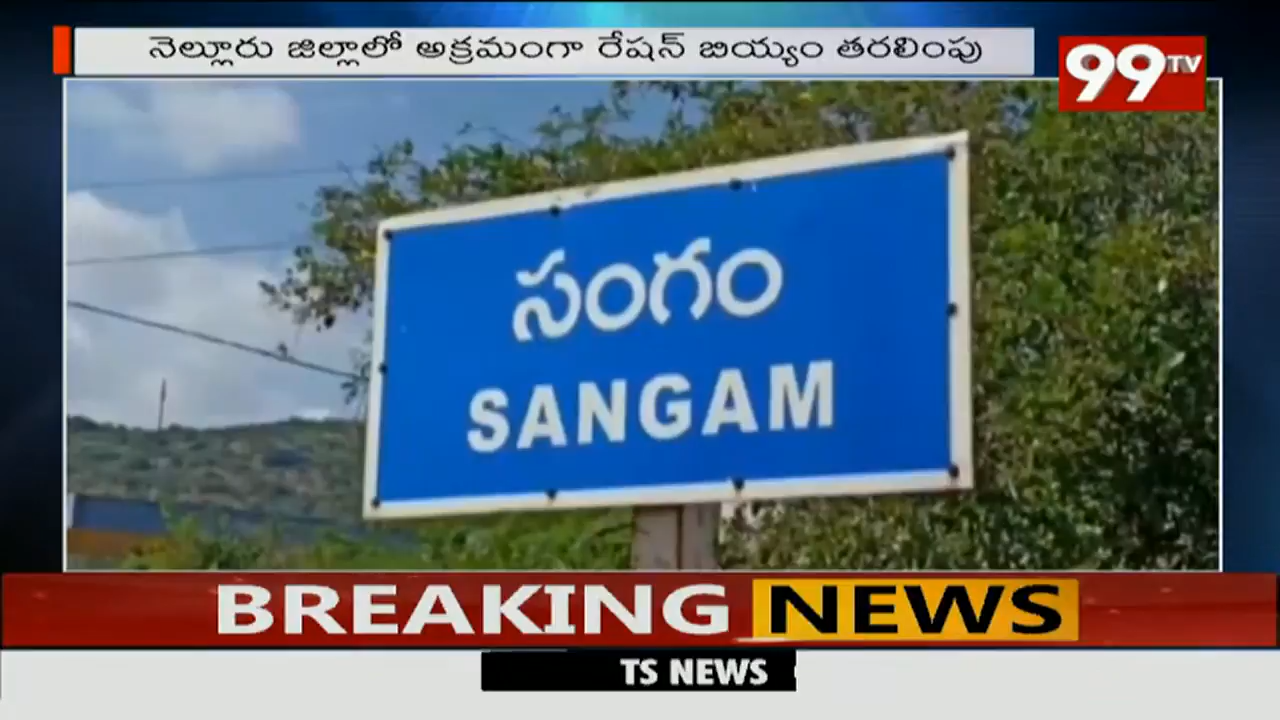 నెల్లూరు జిల్లాలో అక్రమంగా రేషన్ బియ్యం తరలింపు
99TV
సంగం
SANGAM
BREAKING NEWS
TS NEWS